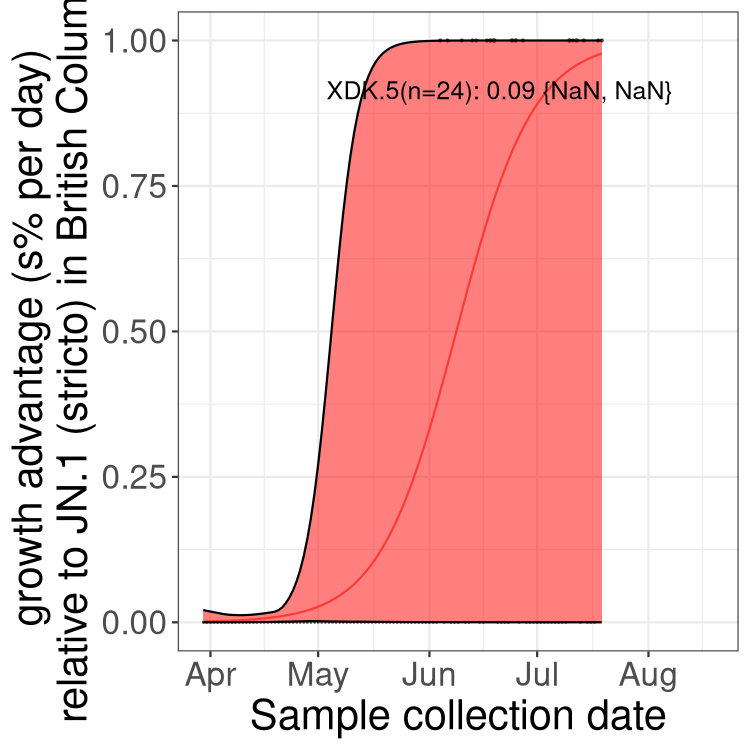 growth advantage (s% per day)
relative to JN.1 (stricto) in British Colum
1.00
0.75
0.50
0.25
0.00
XDK.5(n=24): 0.09 {NaN, NaN}
Apr May Jun Jul Aug
Sample collection date